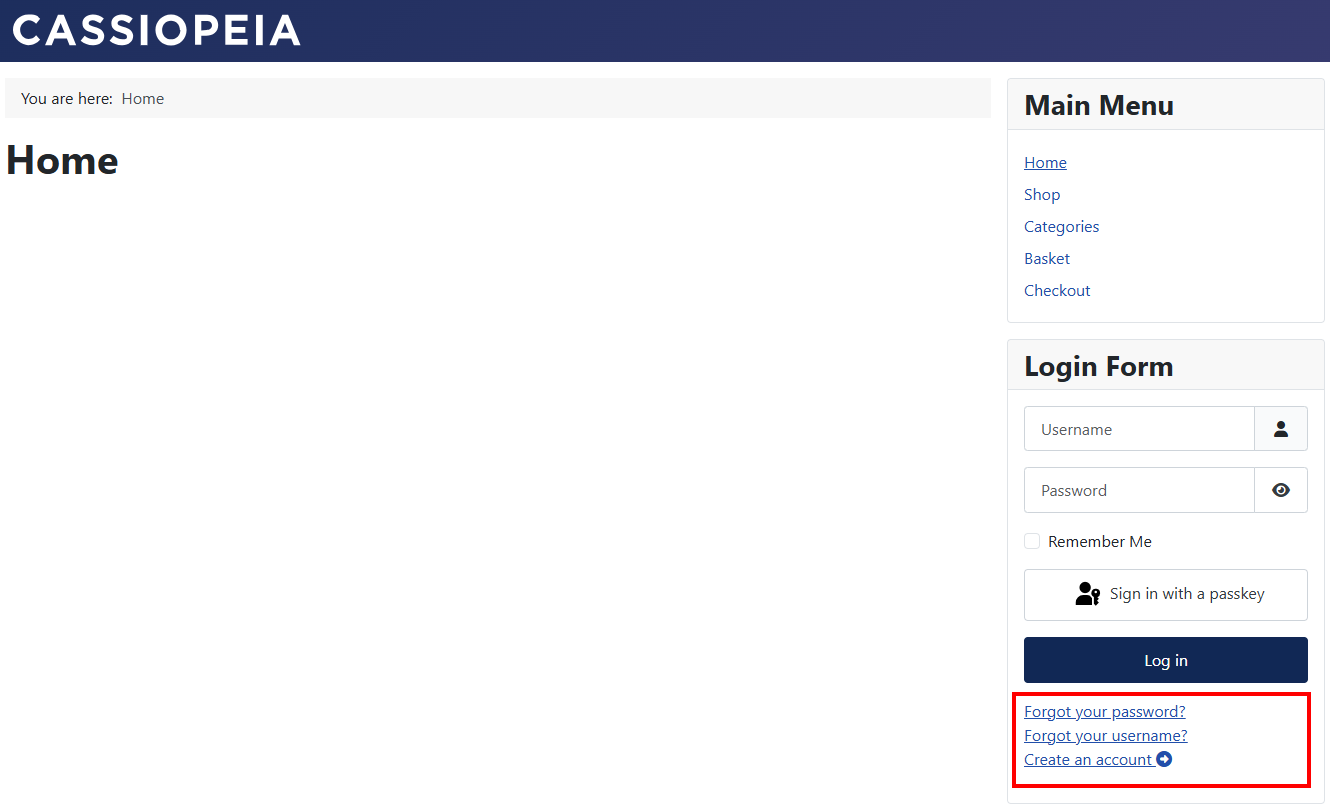 CASSIOPEIA
You are here: Home
Home
Main Menu
Home
Shop
Categories
Basket
Checkout
Login Form
Username
Password
Remember Me
Sign in with a passkey
Log in
Forgot your password?
Forgot your username?
Create an account